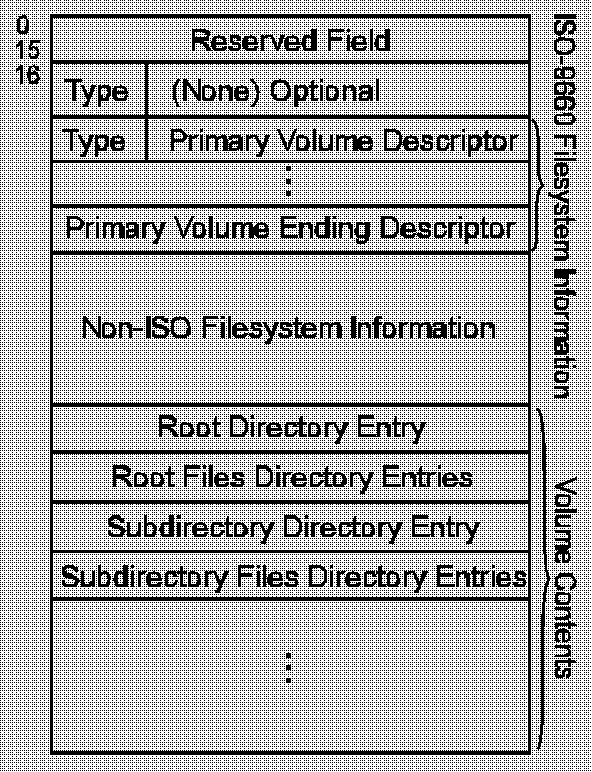 0
15
16
Reserved Field
Type (None) Optional
Type Primary Volume Descriptor
Primary Volume Ending Descriptor
Non-ISO Filesystem Information
Root Directory Entry
Root Files Directory Entries
Subdirectory Directory Entry
Subdirectory Files Directory Entries
ISO-9660 Filesystem Information
Volume Contents